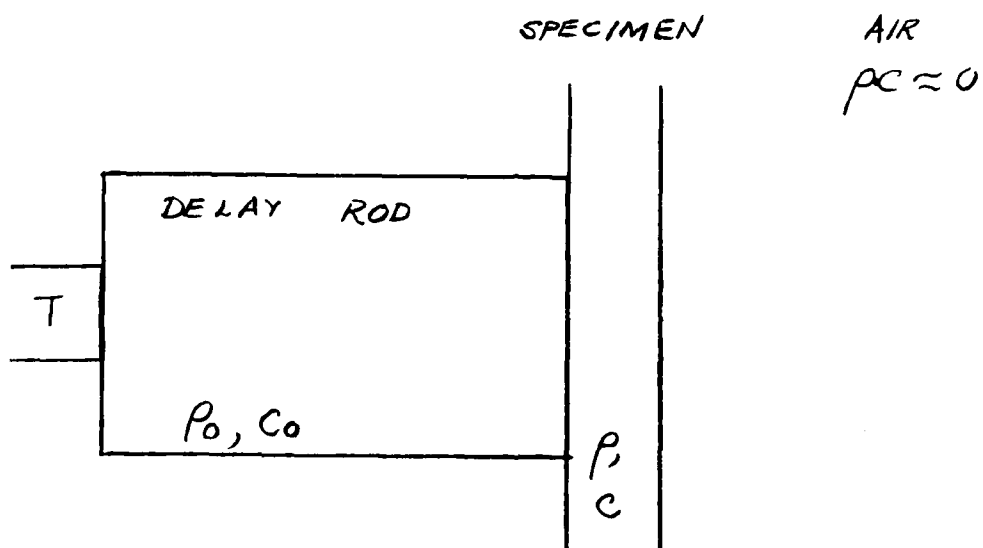 SPECIMEN
AIR
ρc ≈ 0
DELAY ROD
T
ρ₀, C₀
ρ,
c